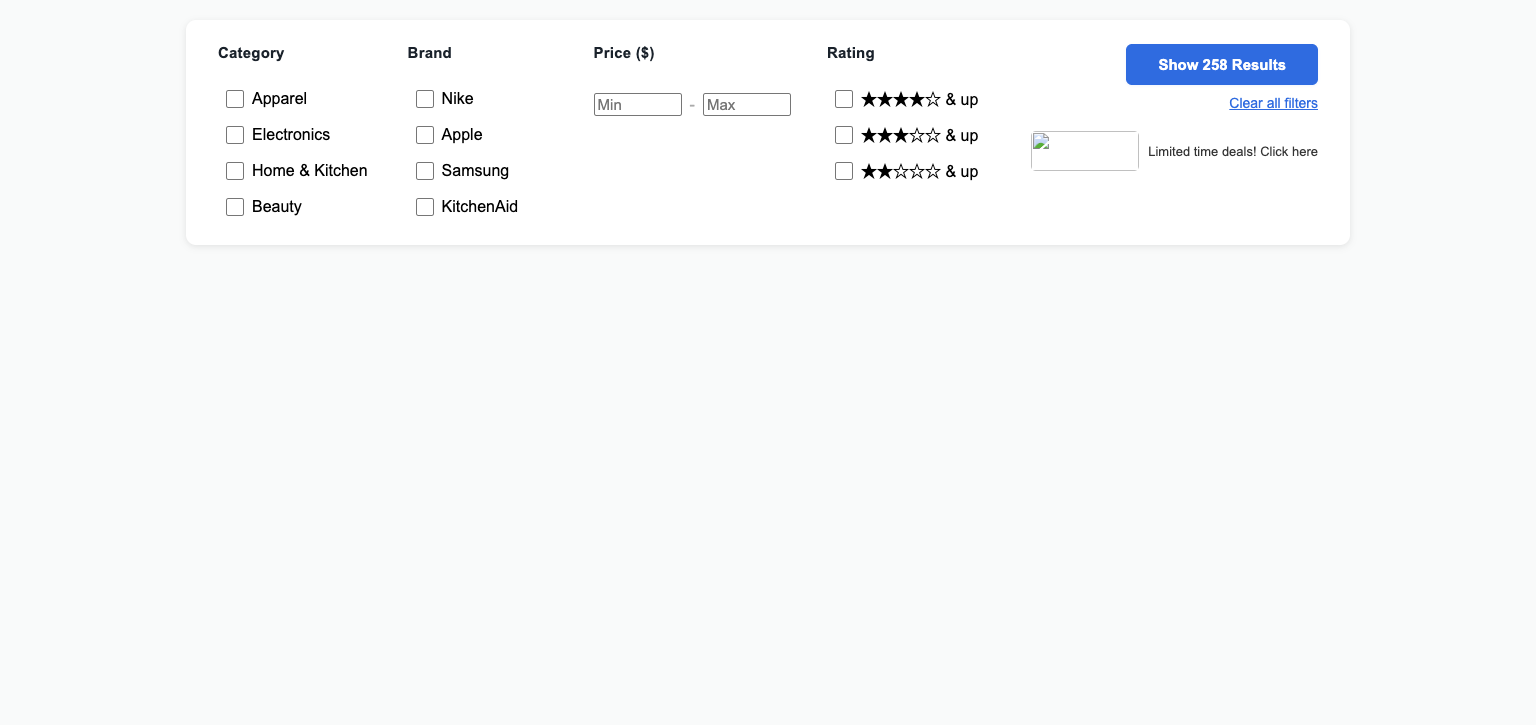 Category
Apparel
Electronics
Home & Kitchen
Beauty
Brand
Nike
Apple
Samsung
KitchenAid
Price ($)
Min - Max
Rating
★★★★☆ & up
★★★☆☆ & up
★★☆☆☆ & up
Show 258 Results
Clear all filters
Limited time deals! Click here